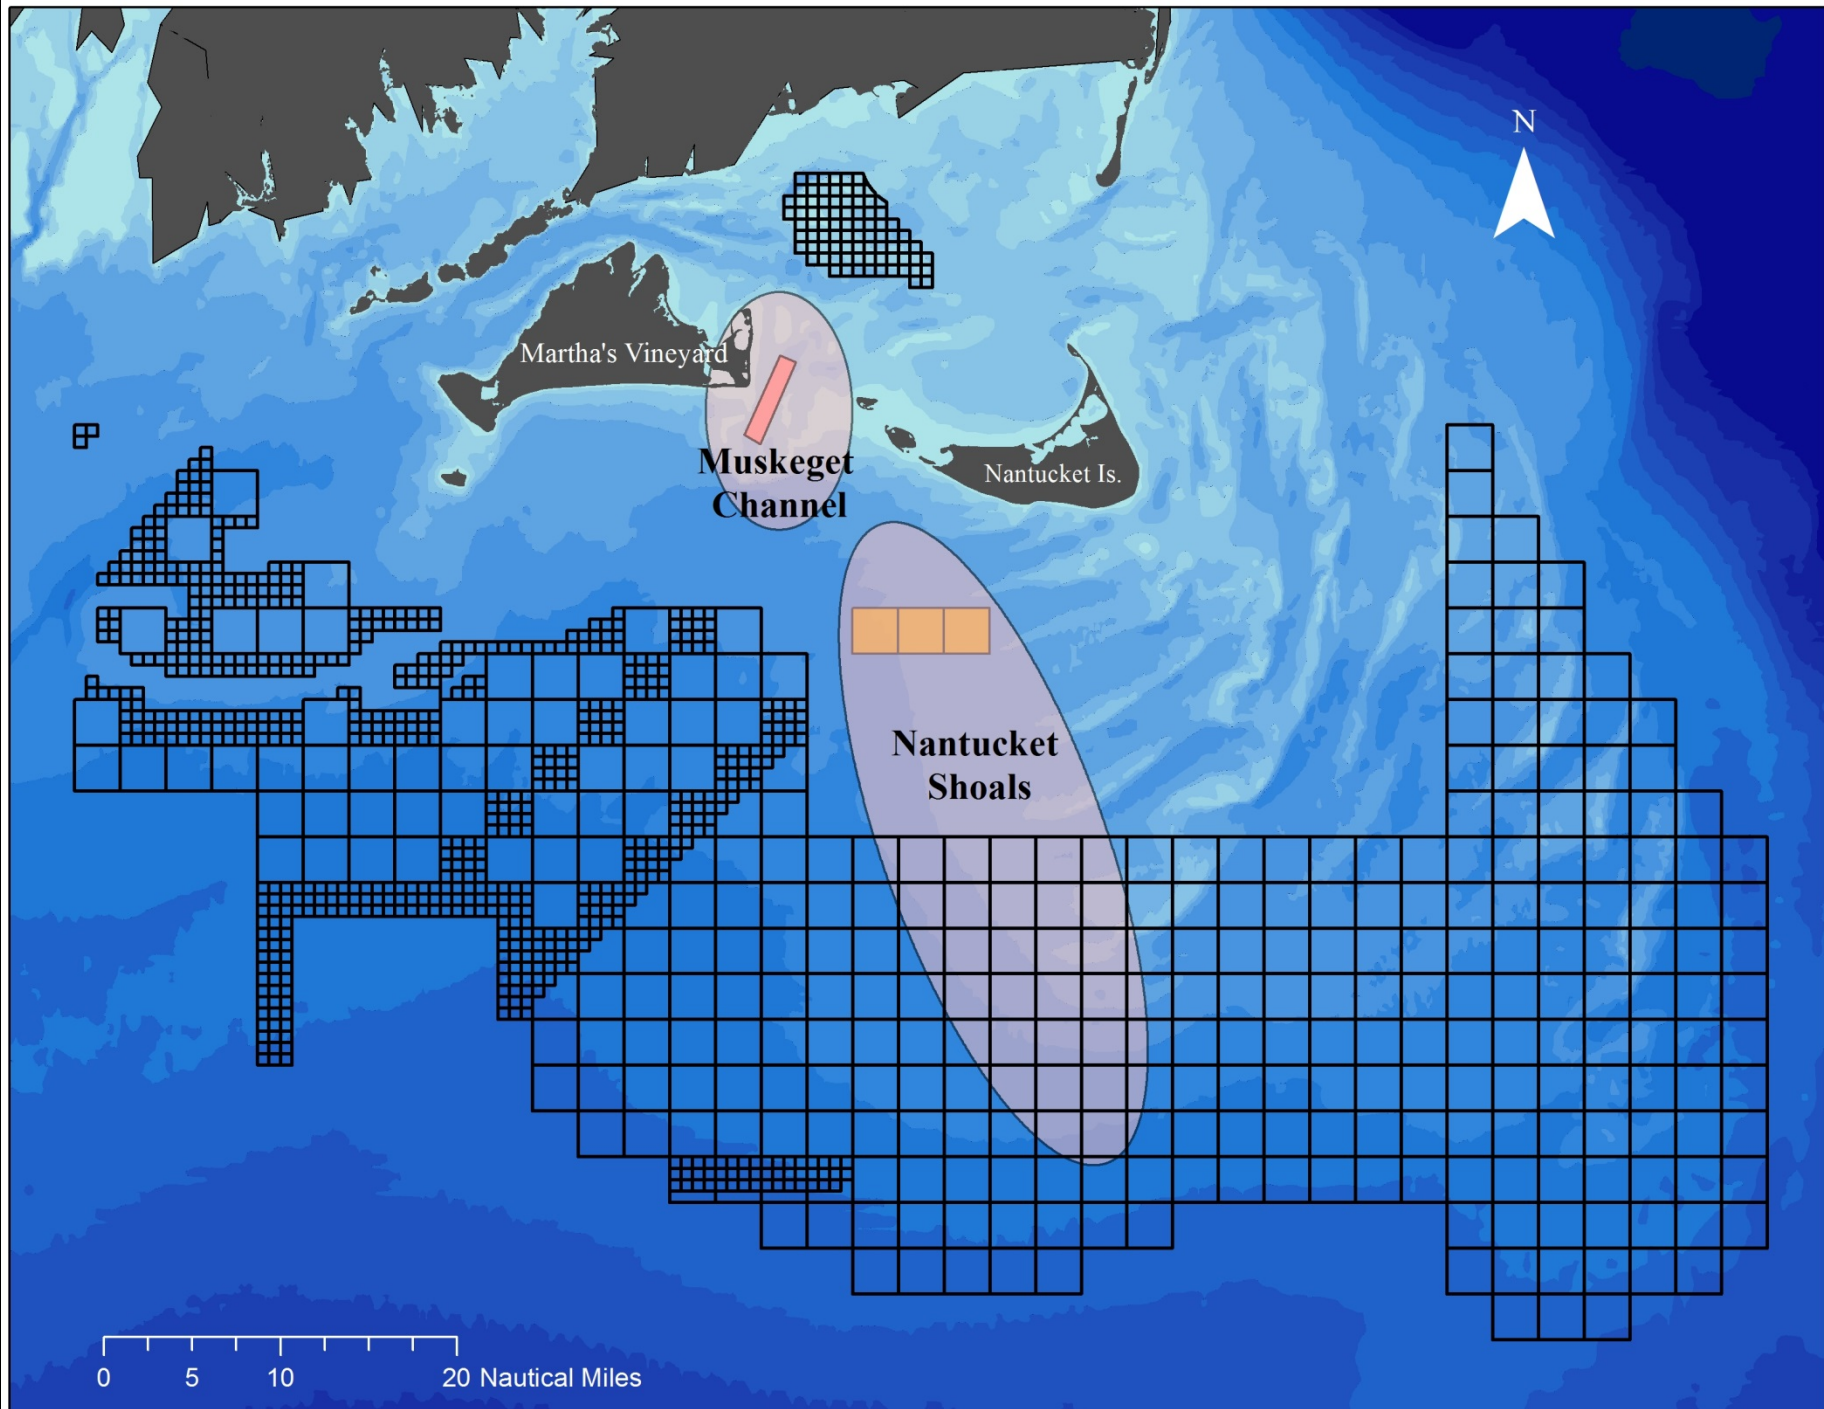 N
Martha's Vineyard
Muskeget
Channel
Nantucket Is.
Nantucket
Shoals
0 5 10 20 Nautical Miles